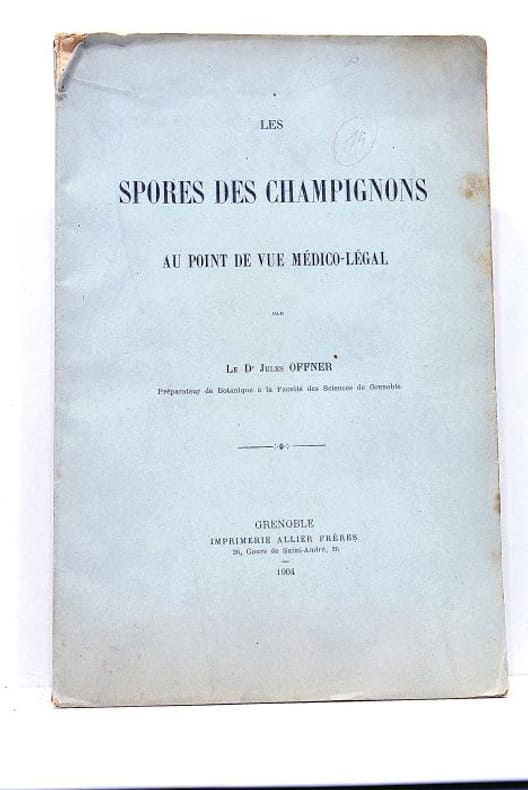 19
LES
SPORES DES CHAMPIGNONS
AU POINT DE VUE MÉDICO-LÉGAL
PAR
LE Dr JULES OFFNER
Préparateur de Botanique à la Faculté des Sciences de Grenoble
GRENOBLE
IMPRIMERIE ALLIER FRÈRES
26, Cours de Saint-André, 26
1904